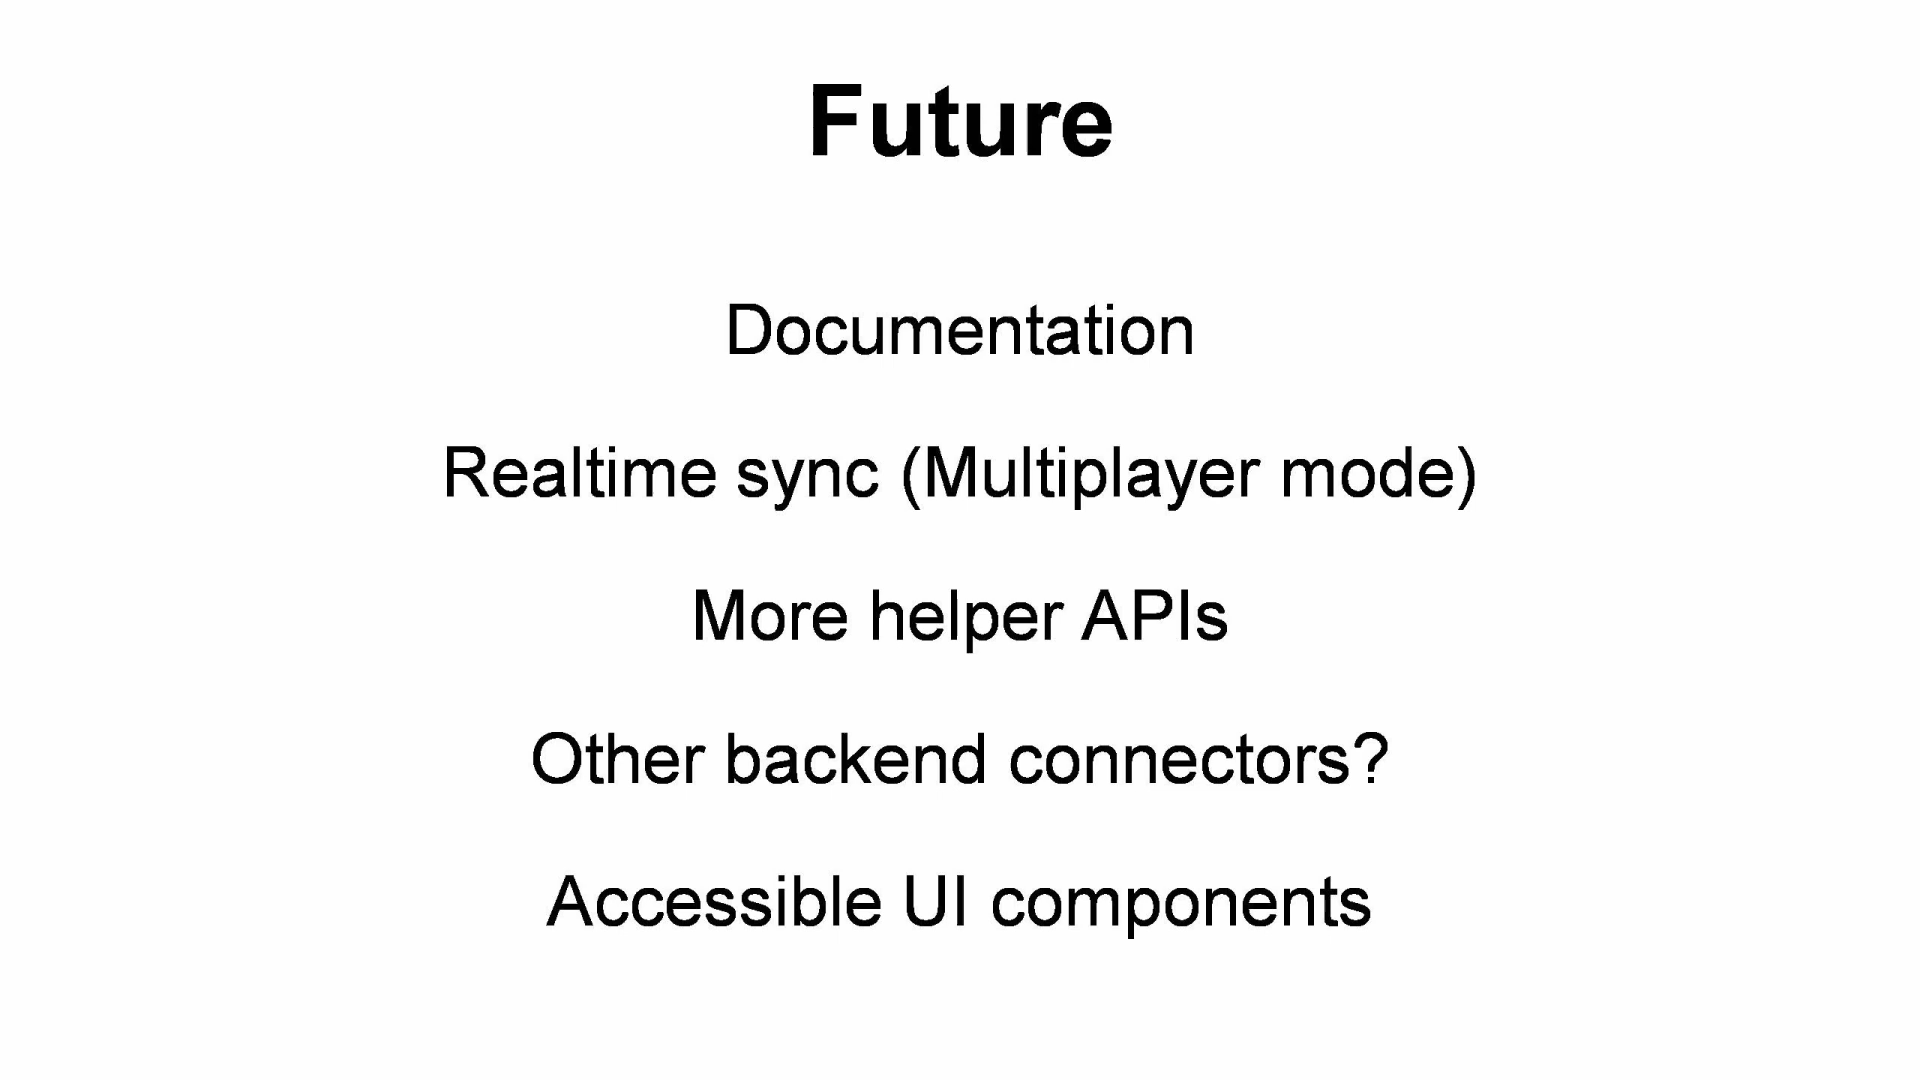 Future
Documentation
Realtime sync (Multiplayer mode)
More helper APIs
Other backend connectors?
Accessible UI components